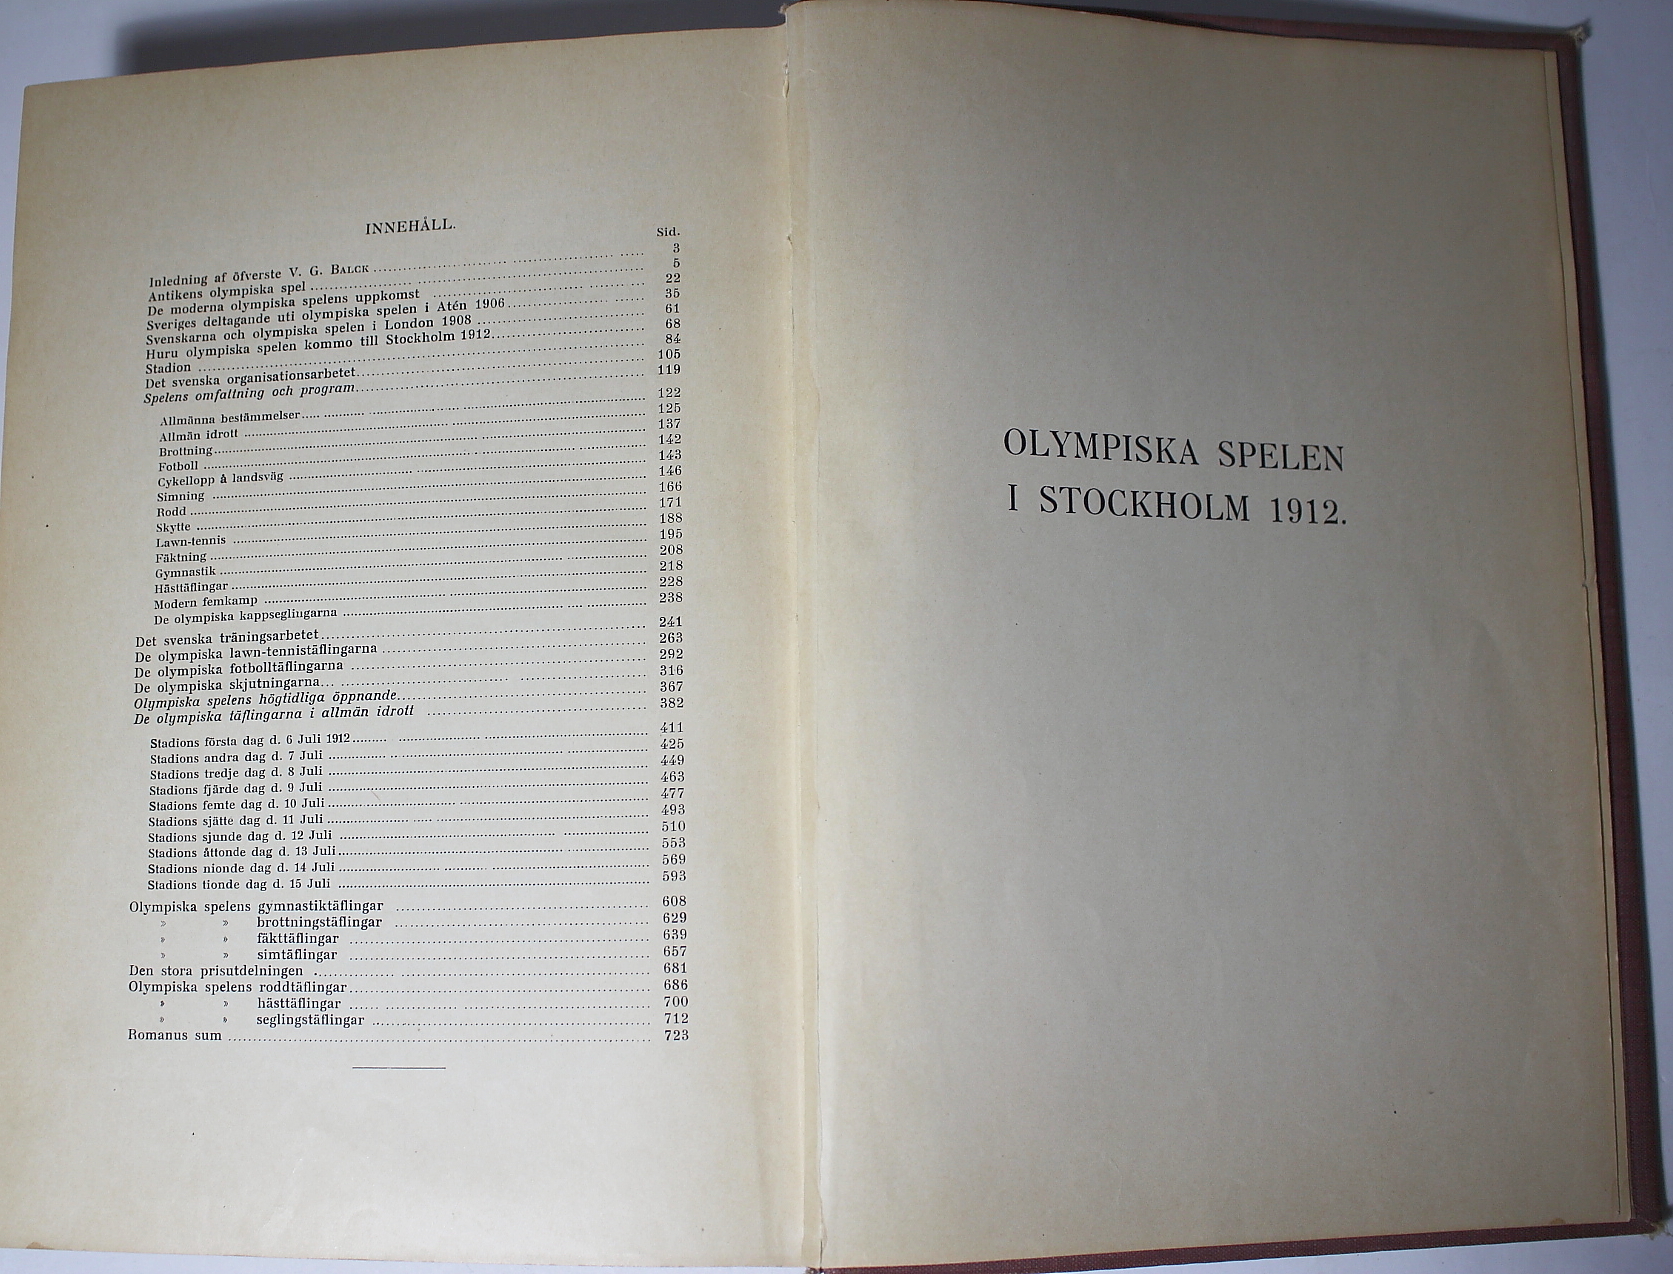 INNEHÅLL.
Sid.
Inledning af öfverste V. G. BALCK 3
Antikens olympiska spel 5
De moderna olympiska spelens uppkomst 22
Sveriges deltagande uti olympiska spelen i Atén 1906 35
Svenskarna och olympiska spelen i London 1908 61
Huru olympiska spelen kommo till Stockholm 1912 68
Stadion 84
Det svenska organisationsarbetet 105
Spelens omfattning och program 119
Allmänna bestämmelser 122
Allmän idrott 125
Brottning 137
Fotboll 142
Cykellopp å landsväg 143
Simning 146
Rodd 166
Skytte 171
Lawn-tennis 188
Fäktning 195
Gymnastik 208
Hästtäflingar 218
Modern femkamp 228
De olympiska kappseglingarna 238
Det svenska träningsarbetet 241
De olympiska lawn-tennistäflingarna 263
De olympiska fotbolltäflingarna 292
De olympiska skjutningarna 316
Olympiska spelens högtidliga öppnande 367
De olympiska täflingarna i allmän idrott 382
Stadions första dag d. 6 Juli 1912 411
Stadions andra dag d. 7 Juli 425
Stadions tredje dag d. 8 Juli 449
Stadions fjärde dag d. 9 Juli 463
Stadions femte dag d. 10 Juli 477
Stadions sjätte dag d. 11 Juli 493
Stadions sjunde dag d. 12 Juli 510
Stadions åttonde dag d. 13 Juli 553
Stadions nionde dag d. 14 Juli 569
Stadions tionde dag d. 15 Juli 593
Olympiska spelens gymnastiktäflingar 608
» » brottningstäflingar 629
» » fäkttäflingar 639
» » simtäflingar 657
Den stora prisutdelningen 681
Olympiska spelens roddtäflingar 686
» » hästtäflingar 700
» » seglingstäflingar 712
Romanus sum 723
OLYMPISKA SPELEN
I STOCKHOLM 1912.